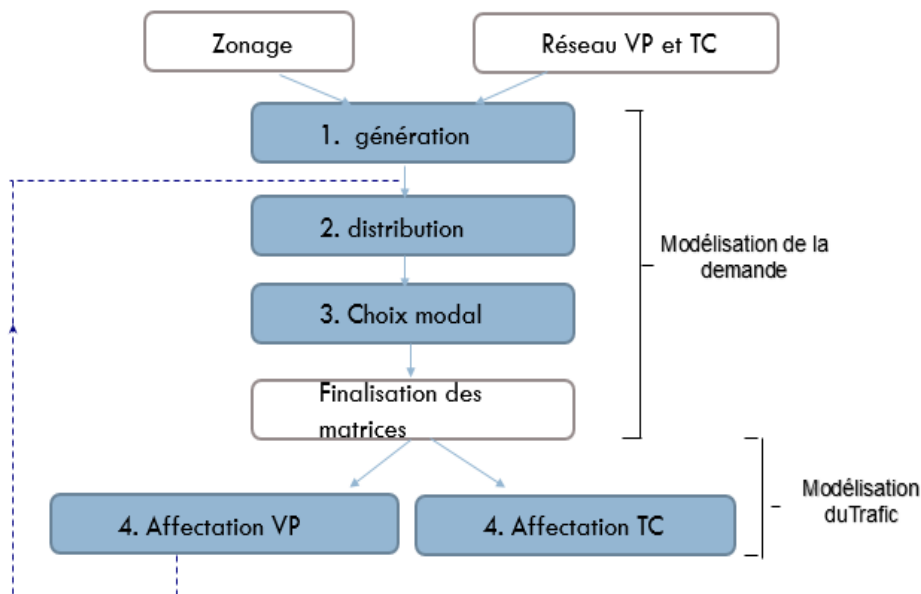 Zonage
Réseau VP et TC
1. génération
2. distribution
3. Choix modal
Modélisation de la
demande
Finalisation des
matrices
4. Affectation VP
4. Affectation TC
Modélisation
duTrafic